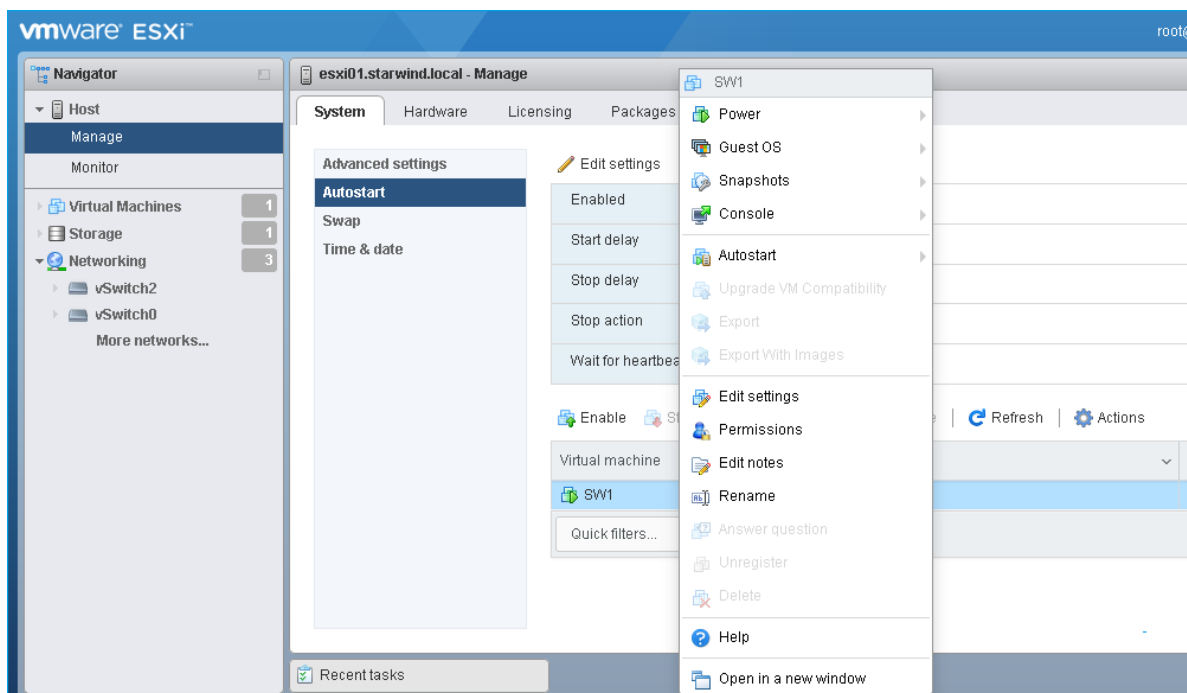 vmware ESXi™
root@
Navigator
Host
Manage
Monitor
Virtual Machines 1
Storage 1
Networking 3
vSwitch2
vSwitch0
More networks...
esxi01.starwind.local - Manage
System Hardware Licensing Packages
Advanced settings
Autostart
Swap
Time & date
Edit settings
Enabled
Start delay
Stop delay
Stop action
Wait for heartbea
Enable St
Refresh Actions
Virtual machine
SW1
Quick filters...
SW1
Power
Guest OS
Snapshots
Console
Autostart
Upgrade VM Compatibility
Export
Export With Images
Edit settings
Permissions
Edit notes
Rename
Answer question
Unregister
Delete
Help
Open in a new window
Recent tasks